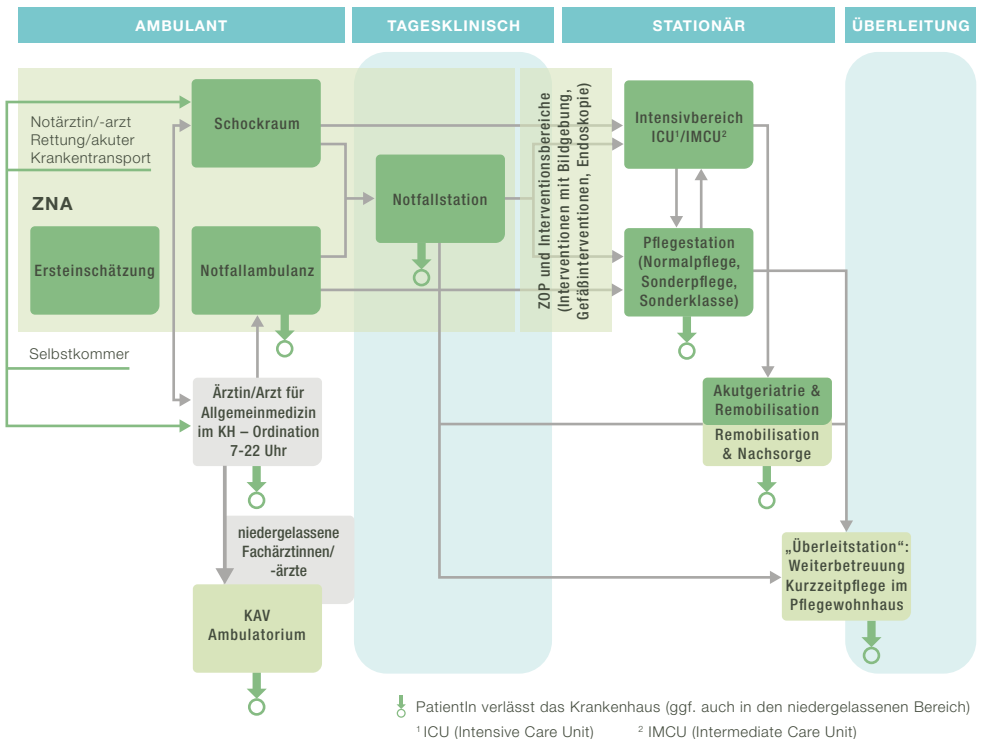 AMBULANT
TAGESKLINISCH
STATIONÄR
ÜBERLEITUNG
Notärztin/-arzt
Rettung/akuter
Krankentransport
ZNA
Ersteinschätzung
Schockraum
Notfallambulanz
Notfallstation
ZOP und Interventionsbereiche
(Interventionen mit Bildgebung,
Gefäßinterventionen, Endoskopie)
Intensivbereich
ICU¹/IMCU²
Pflegestation
(Normalpflege,
Sonderpflege,
Sonderklasse)
Selbstkommer
Ärztin/Arzt für
Allgemeinmedizin
im KH – Ordination
7-22 Uhr
Akutgeriatrie &
Remobilisation
Remobilisation
& Nachsorge
niedergelassene
Fachärztinnen/
-ärzte
KAV
Ambulatorium
„Überleitstation“:
Weiterbetreuung
Kurzzeitpflege im
Pflegewohnhaus
PatientIn verlässt das Krankenhaus (ggf. auch in den niedergelassenen Bereich)
¹ ICU (Intensive Care Unit) ² IMCU (Intermediate Care Unit)